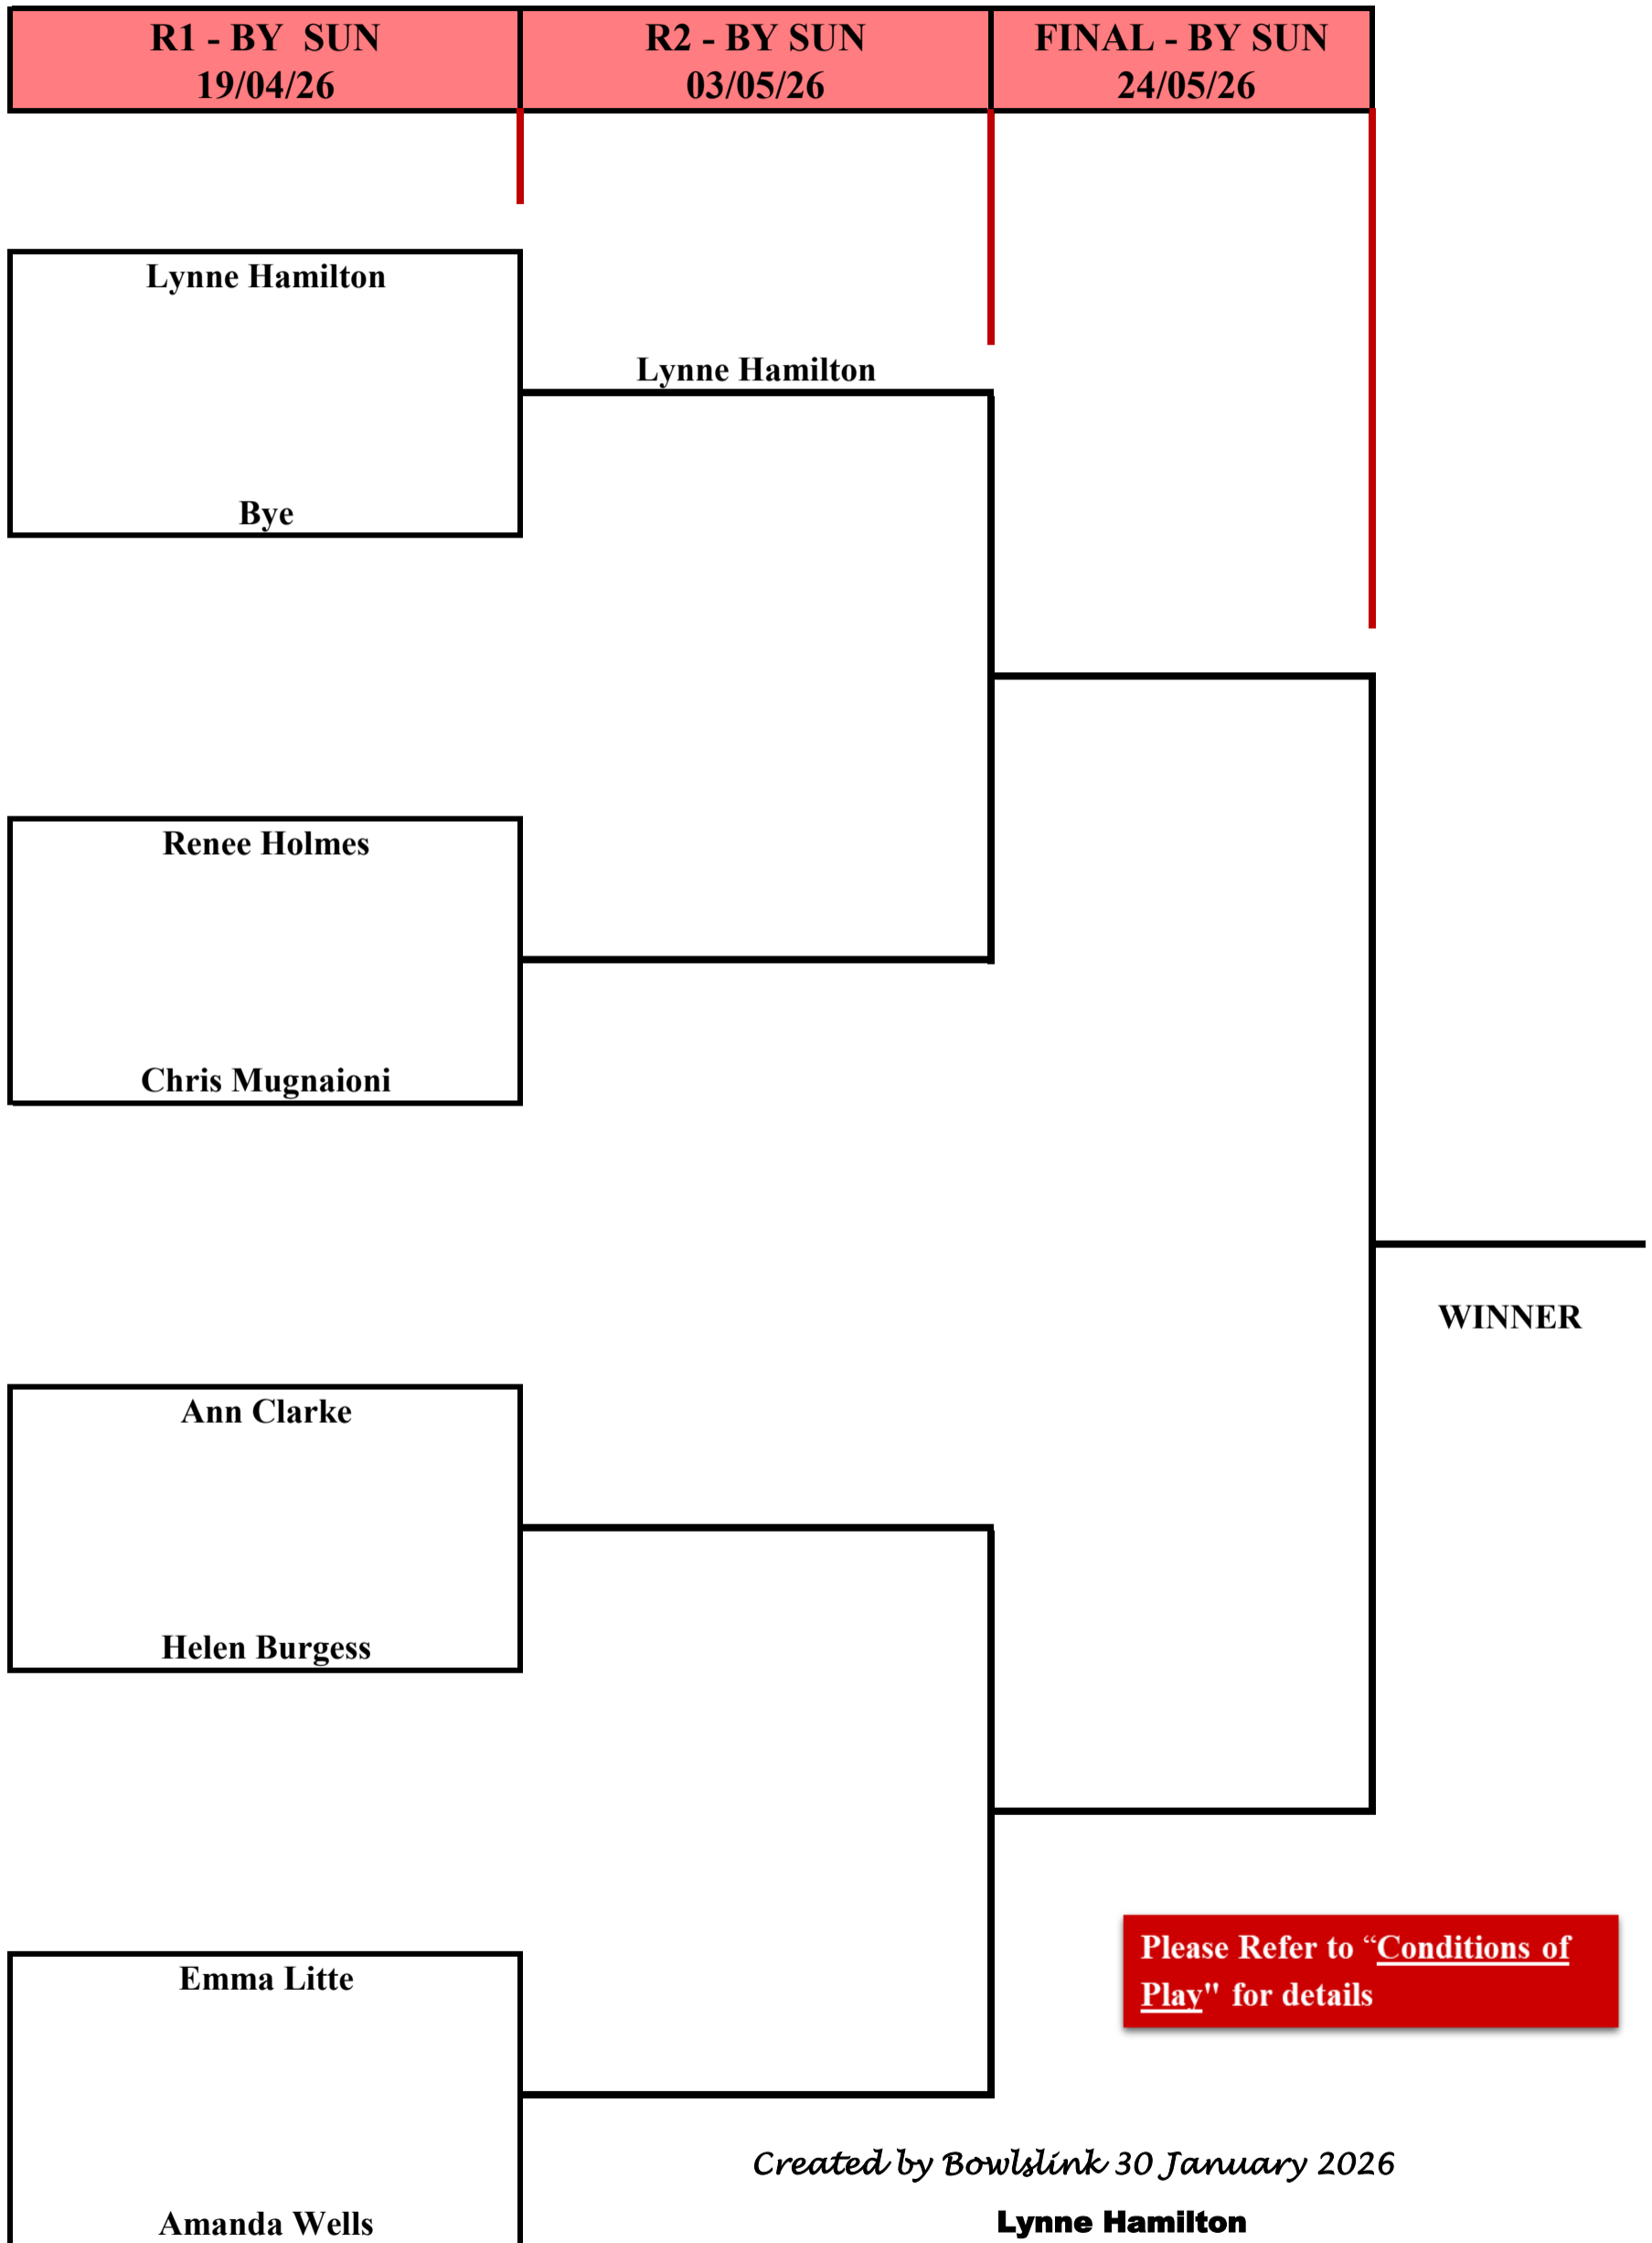 R1 - BY SUN
19/04/26
R2 - BY SUN
03/05/26
FINAL - BY SUN
24/05/26
Lynne Hamilton
Lynne Hamilton
Bye
Renee Holmes
Chris Mugnaioni
WINNER
Ann Clarke
Helen Burgess
Please Refer to “Conditions of
Play" for details
Emma Litte
Created by Bowlslink 30 January 2026
Amanda Wells
Lynne Hamilton